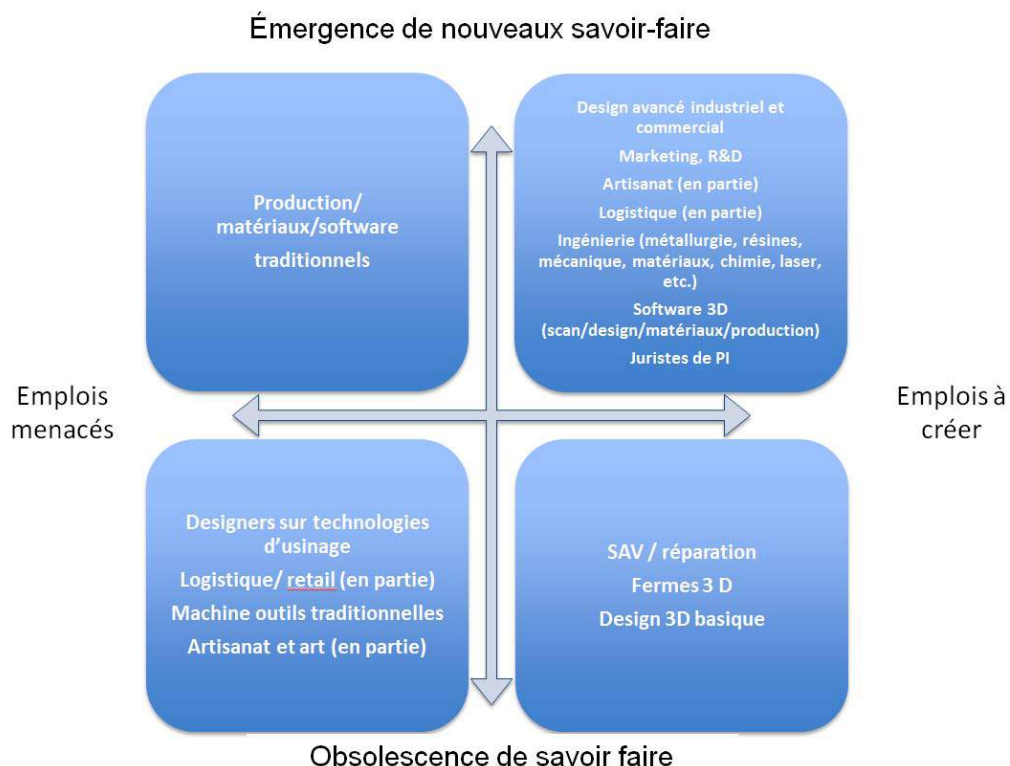 Émergence de nouveaux savoir-faire
Production/
matériaux/software
traditionnels
Design avancé industriel et
commercial
Marketing, R&D
Artisanat (en partie)
Logistique (en partie)
Ingénierie (métallurgie, résines,
mécanique, matériaux, chimie, laser,
etc.)
Software 3D
(scan/design/matériaux/production)
Juristes de PI
Emplois
menacés
Emplois à
créer
Designers sur technologies
d'usinage
Logistique/ retail (en partie)
Machine outils traditionnelles
Artisanat et art (en partie)
SAV / réparation
Fermes 3 D
Design 3D basique
Obsolescence de savoir faire